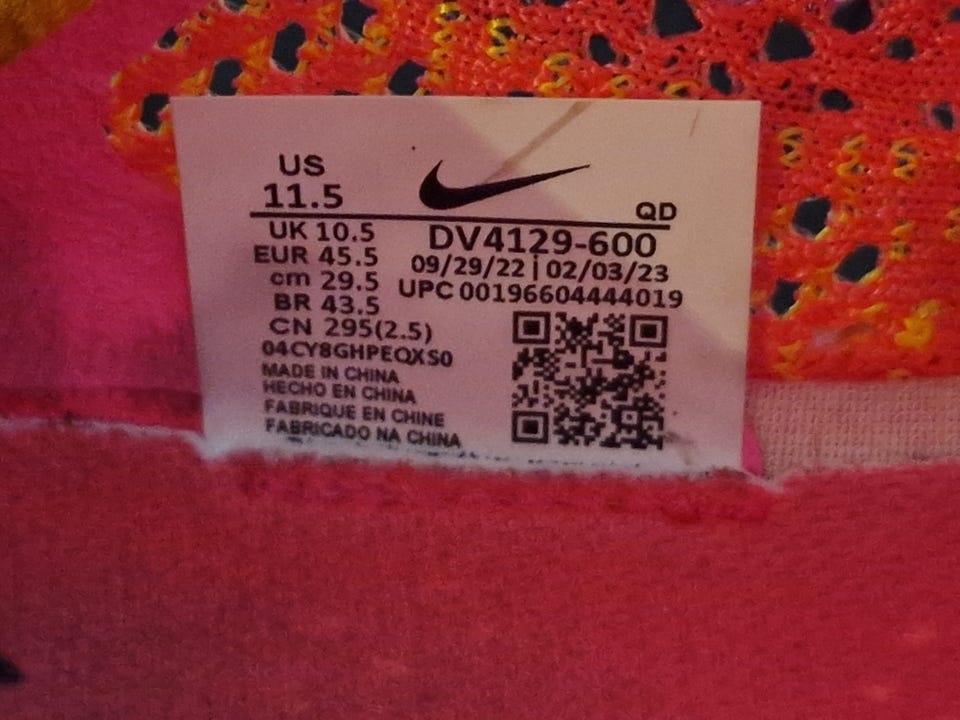 US
11.5
QD
UK 10.5
DV4129-600
EUR 45.5
09/29/22 | 02/03/23
cm 29.5
UPC 00196604444019
BR 43.5
CN 295(2.5)
04CY8GHPEQXS0
MADE IN CHINA
HECHO EN CHINA
FABRIQUE EN CHINE
FABRICADO NA CHINA